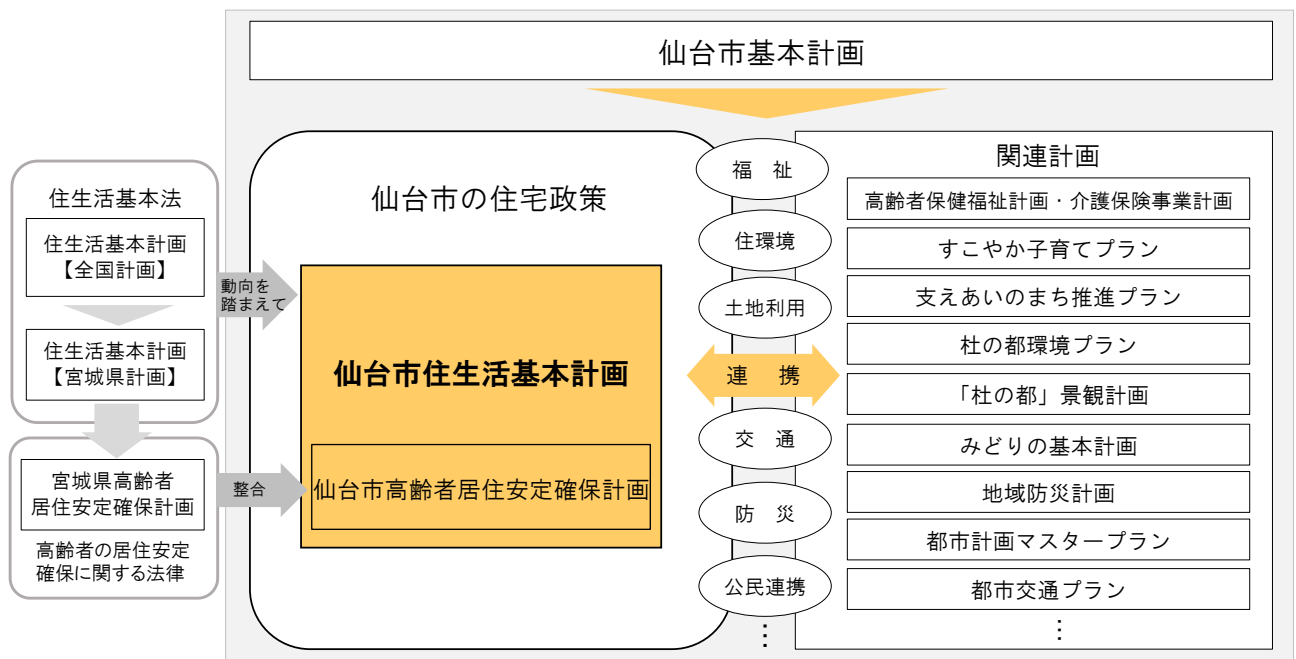 仙台市基本計画
住生活基本法
住生活基本計画
【全国計画】
住生活基本計画
【宮城県計画】
宮城県高齢者
居住安定確保計画
高齢者の居住安定
確保に関する法律
動向を
踏まえて
整合
仙台市の住宅政策
仙台市住生活基本計画
仙台市高齢者居住安定確保計画
福　祉
住環境
土地利用
連　携
交　通
防　災
公民連携
⋮
関連計画
高齢者保健福祉計画・介護保険事業計画
すこやか子育てプラン
支えあいのまち推進プラン
杜の都環境プラン
「杜の都」景観計画
みどりの基本計画
地域防災計画
都市計画マスタープラン
都市交通プラン
⋮